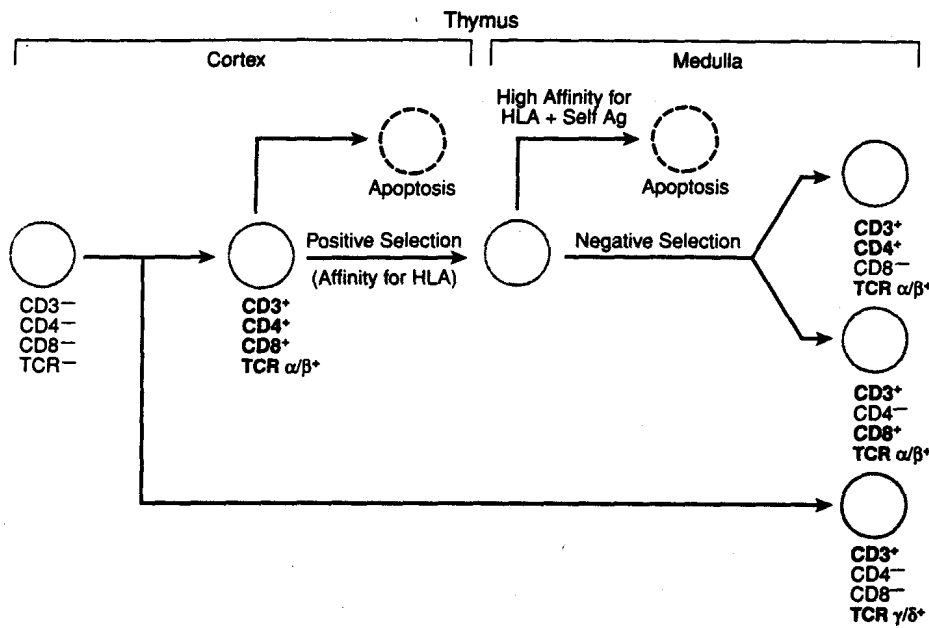 Thymus
Cortex
Medulla
High Affinity for
HLA + Self Ag
Apoptosis
Apoptosis
Positive Selection
(Affinity for HLA)
Negative Selection
CD3—
CD4—
CD8—
TCR—
CD3+
CD4+
CD8+
TCR α/β+
CD3+
CD4+
CD8—
TCR α/β+
CD3+
CD4—
CD8+
TCR α/β+
CD3+
CD4—
CD8—
TCR γ/δ+